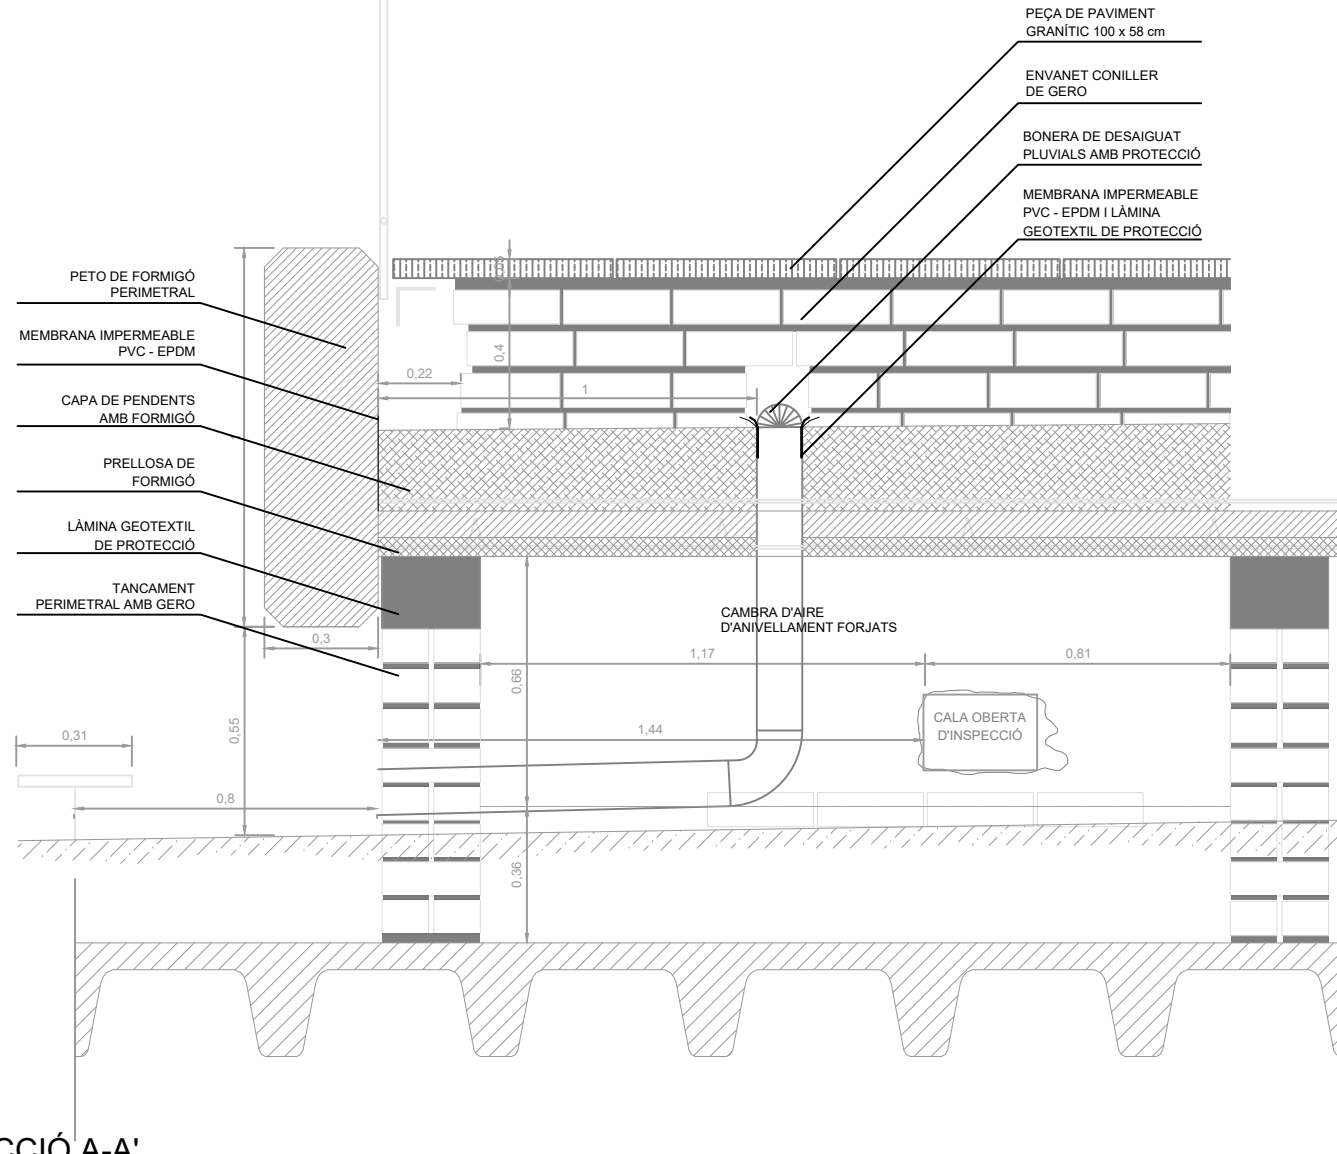 PEÇA DE PAVIMENT
GRANÍTIC 100 x 58 cm
ENVANET CONILLER
DE GERO
BONERA DE DESAIGUAT
PLUVIALS AMB PROTECCIÓ
MEMBRANA IMPERMEABLE
PVC - EPDM I LÀMINA
GEOTEXTIL DE PROTECCIÓ
PETO DE FORMIGÓ
PERIMETRAL
MEMBRANA IMPERMEABLE
PVC - EPDM
CAPA DE PENDENTS
AMB FORMIGÓ
PRELLOSA DE
FORMIGÓ
LÀMINA GEOTEXTIL
DE PROTECCIÓ
TANCAMENT
PERIMETRAL AMB GERO
0,05
0,4
0,22
1
CAMBRA D'AIRE
D'ANIVELLAMENT FORJATS
0,3
1,17
0,81
0,66
0,55
CALA OBERTA
D'INSPECCIÓ
1,44
0,31
0,8
0,36
CCIÓ A-A'